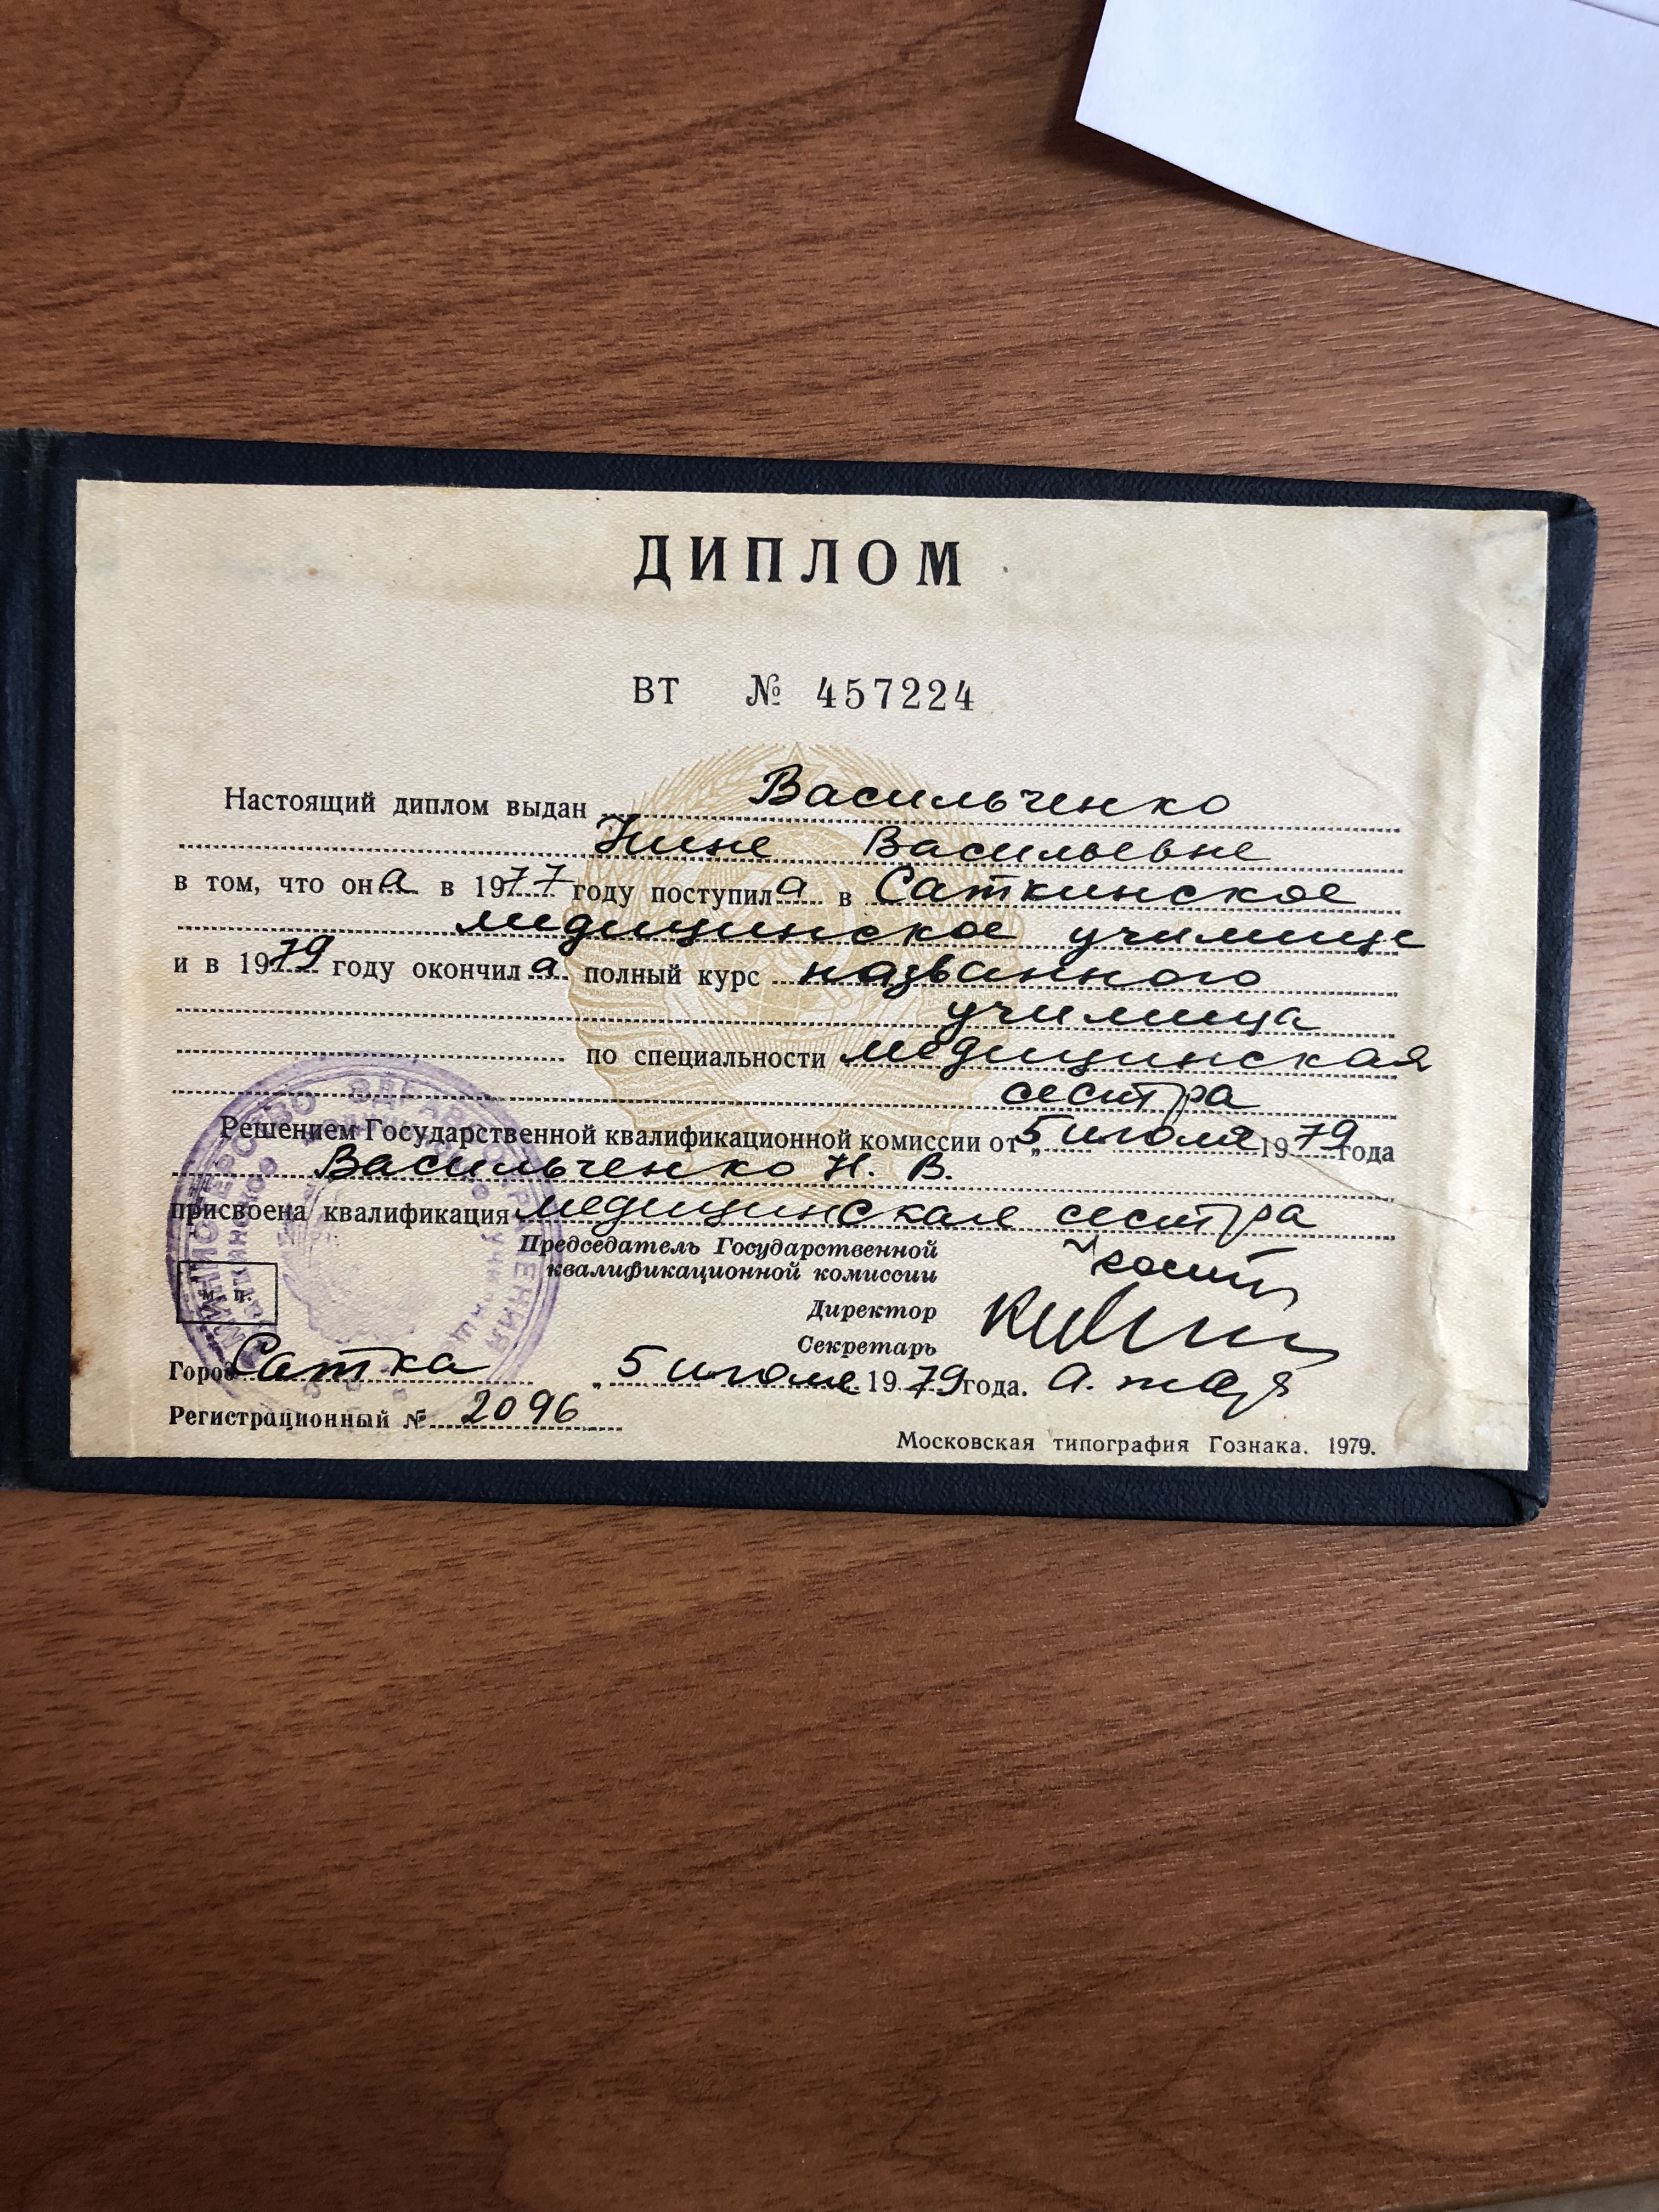 ДИПЛОМ
ВТ № 457224
Настоящий диплом выдан Васильченко
Нине Васильевне
в том, что она в 1977 году поступила в Саткинское
медицинское училище
и в 1979 году окончила полный курс названного
училища
по специальности медицинская
сестра
Решением Государственной квалификационной комиссии от „5 июля 1979 года
Васильченко Н. В.
присвоена квалификация медицинская сестра
Председатель Государственной
квалификационной комиссии
Директор
Секретарь
м. п.
Город Сатка „5 июля 1979 года.
Регистрационный № 2096
Московская типография Гознака. 1979.
МИНИСТЕРСТВО ЗДРАВООХРАНЕНИЯ